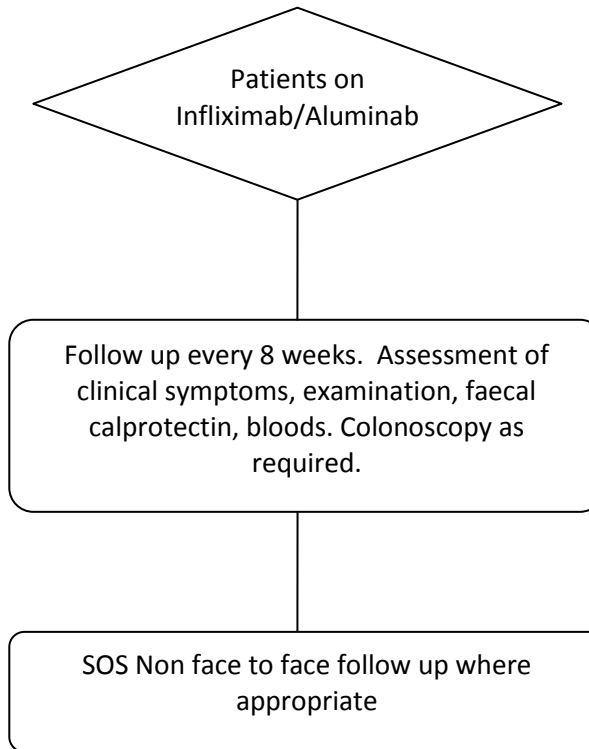 Patients on
Infliximab/Aluminab
Follow up every 8 weeks.  Assessment of
clinical symptoms, examination, faecal
calprotectin, bloods. Colonoscopy as
required.
SOS Non face to face follow up where
appropriate